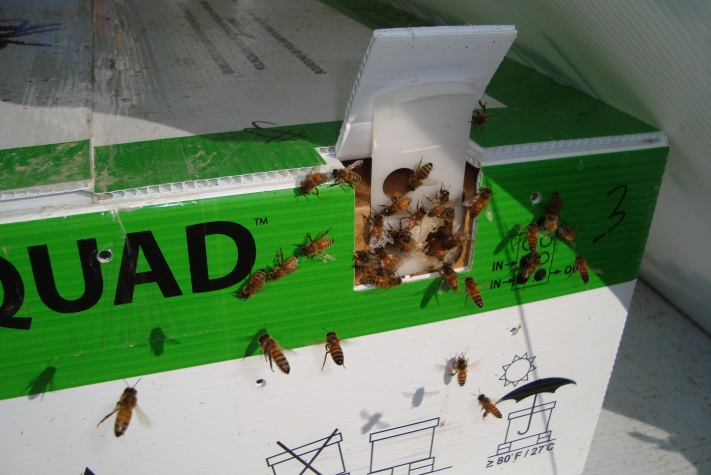 QUAD™
3
IN
IN
≥80°F/27°C